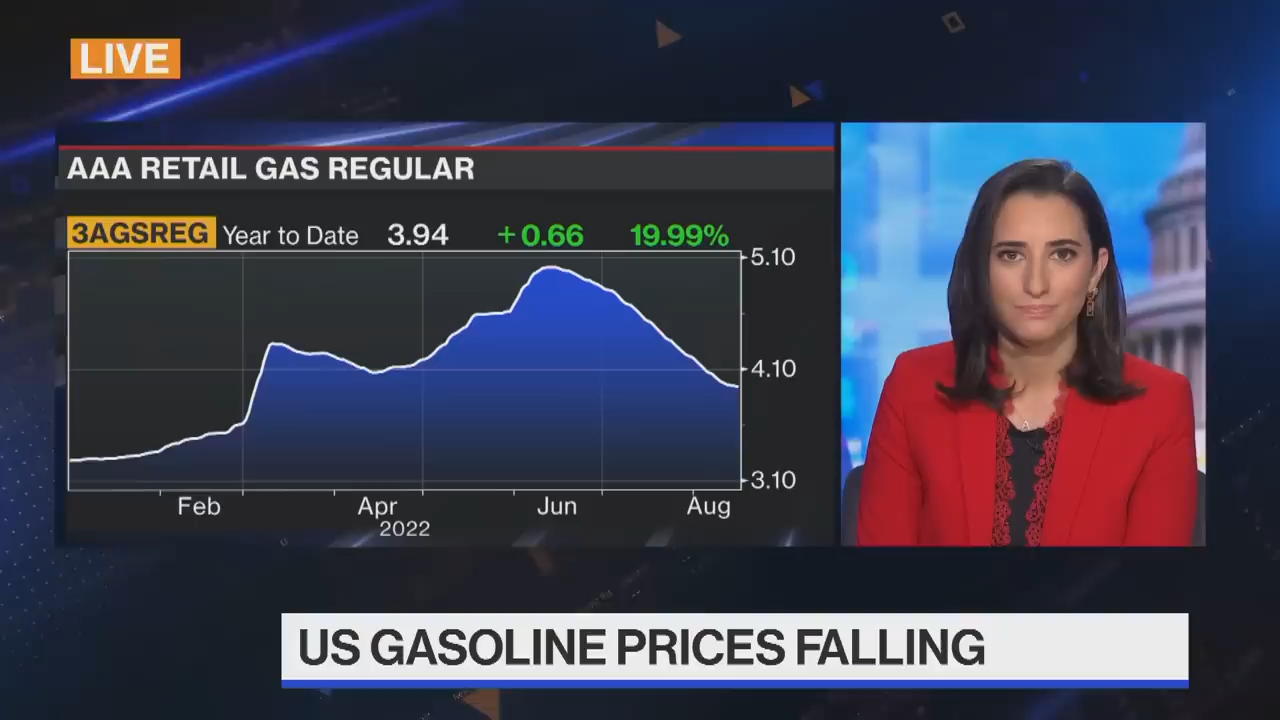 LIVE
AAA RETAIL GAS REGULAR
3AGSREG Year to Date 3.94 +0.66 19.99%
5.10
4.10
3.10
Feb Apr Jun Aug
2022
US GASOLINE PRICES FALLING